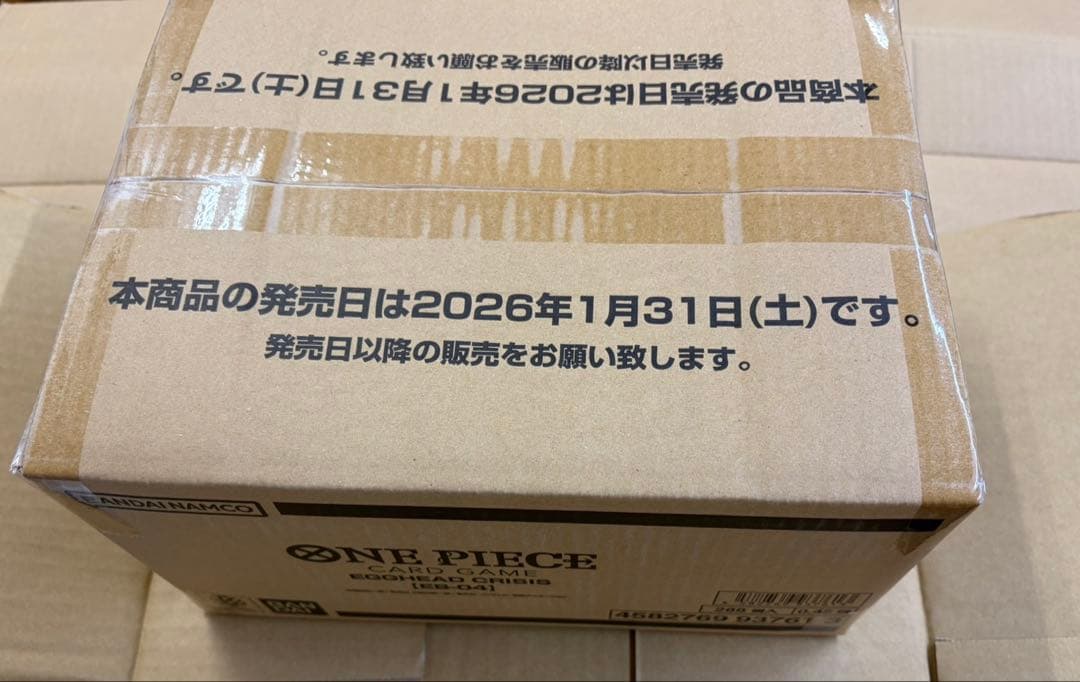 発売日以降の販売をお願い致します。
本商品の発売日は2026年1月31日(土)です。
本商品の発売日は2026年1月31日(土)です。
発売日以降の販売をお願い致します。
BANDAI NAMCO
ONE PIECE
CARD GAME
EGGHEAD CRISIS
[EB-04]
4582769 93761 3